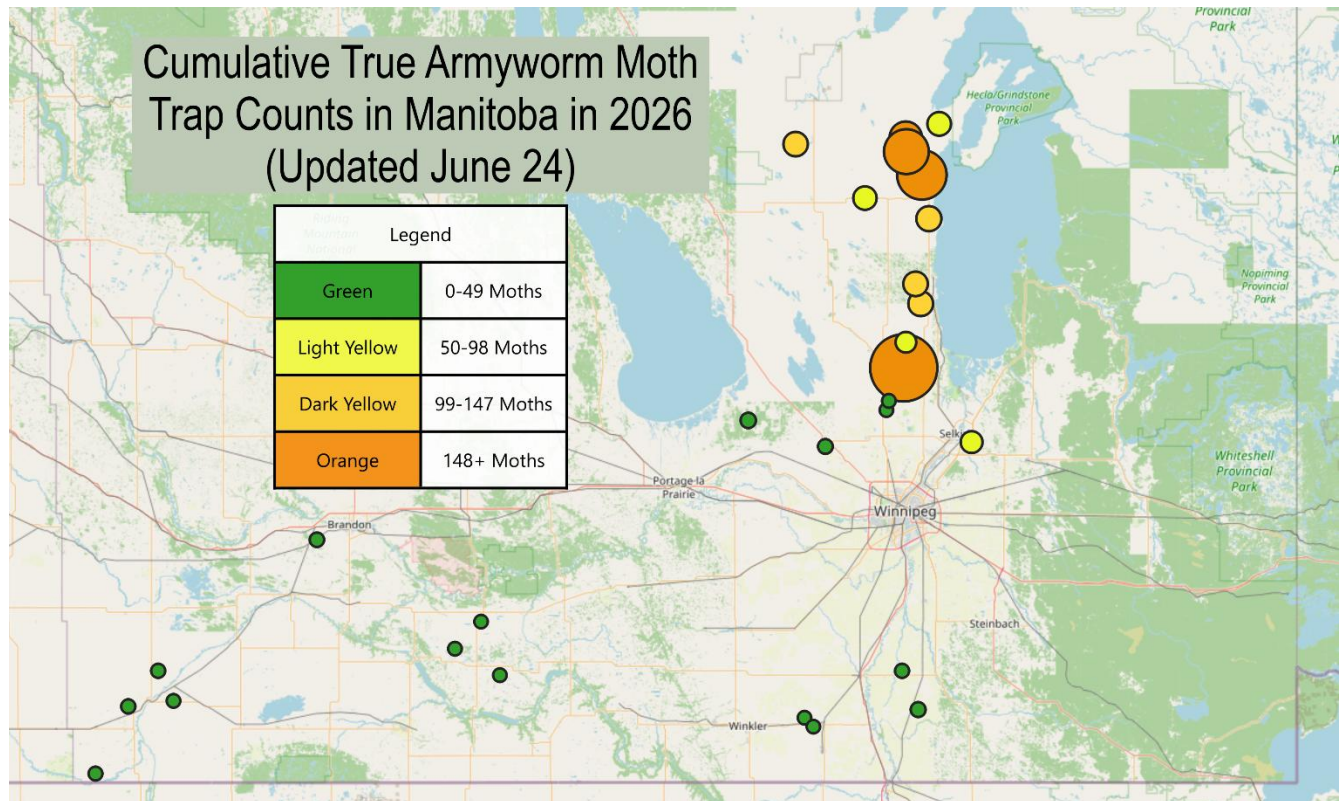 Provincial
Park
Cumulative True Armyworm Moth
Trap Counts in Manitoba in 2026
(Updated June 24)
Hecla/Grindstone
Provincial
Park
Legend
Green 0-49 Moths
Light Yellow 50-98 Moths
Dark Yellow 99-147 Moths
Orange 148+ Moths
Nopiming
Provincial
Park
Whiteshell
Provincial
Park
Portage la
Prairie
Winnipeg
Brandon
Steinbach
Winkler